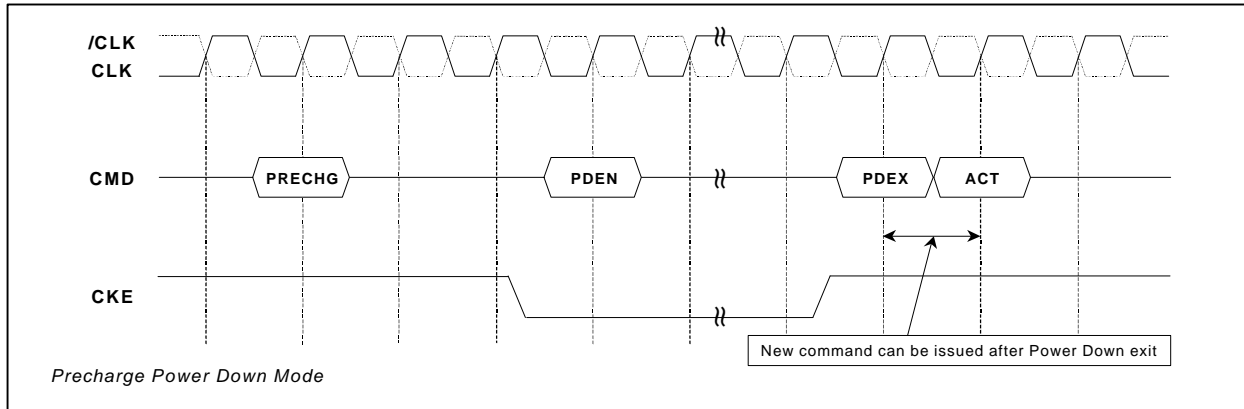 /CLK
CLK
CMD
PRECHG
PDEN
PDEX
ACT
CKE
New command can be issued after Power Down exit
Precharge Power Down Mode